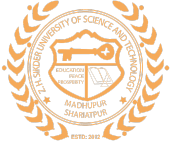 Z. H. SIKDER UNIVERSITY OF SCIENCE AND TECHNOLOGY
EDUCATION
PEACE
PROSPERITY
MADHUPUR
SHARIATPUR
ESTD: 2012